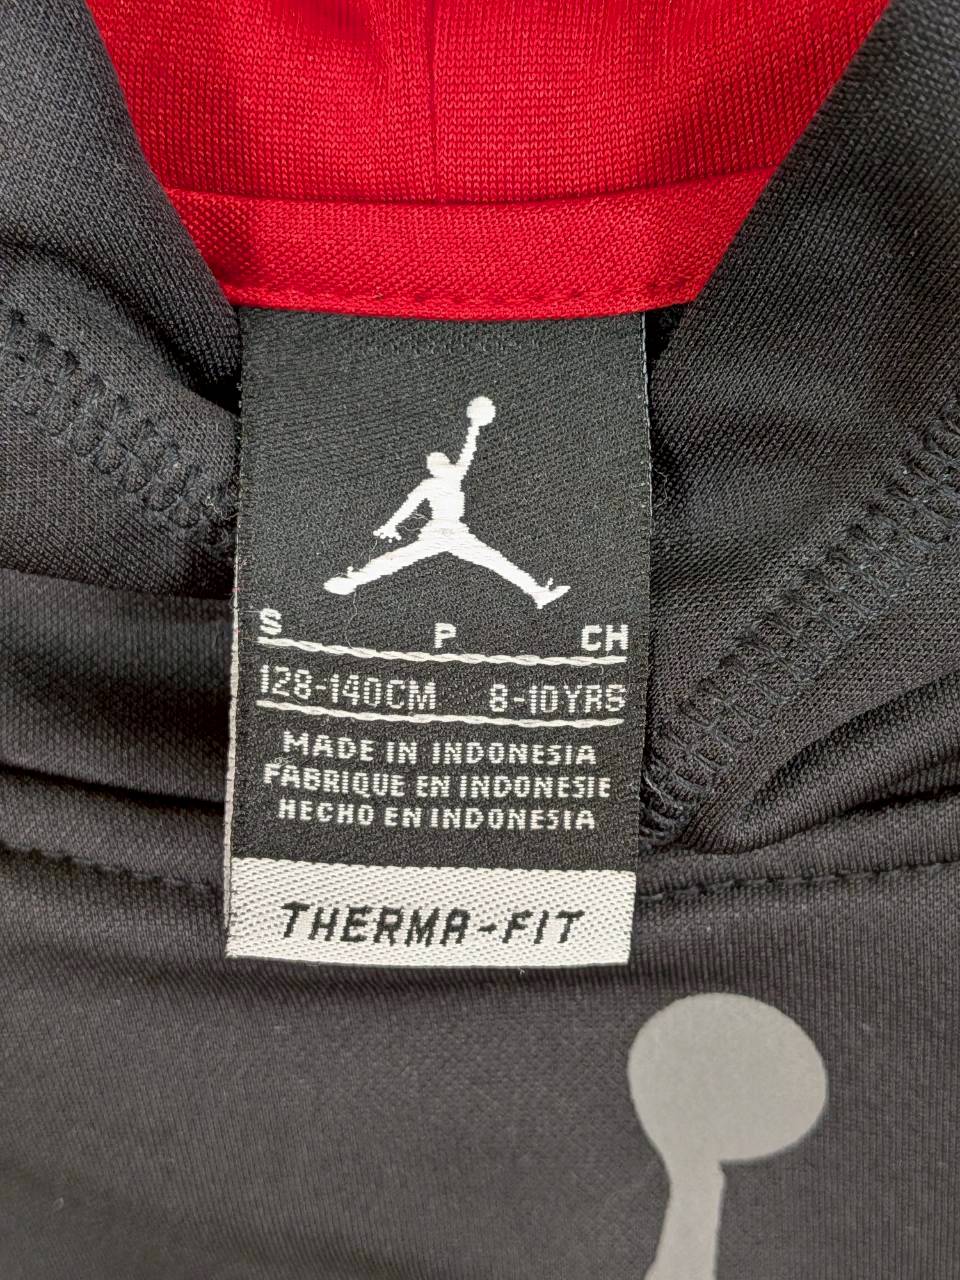 S P CH
128-140CM 8-10YRS
MADE IN INDONESIA
FABRIQUE EN INDONESIE
HECHO EN INDONESIA
THERMA-FIT